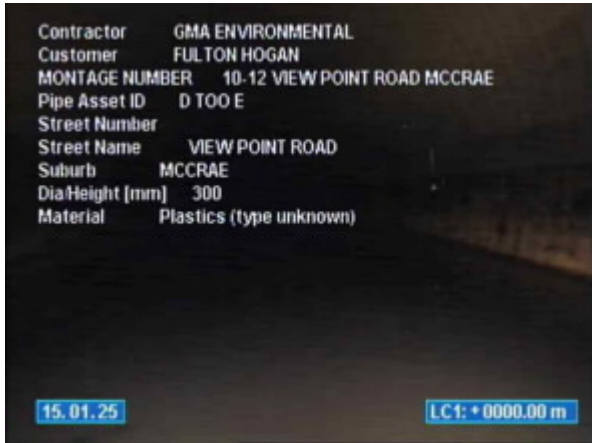 Contractor GMA ENVIRONMENTAL
Customer FULTON HOGAN
MONTAGE NUMBER 10-12 VIEW POINT ROAD MCCRAE
Pipe Asset ID D TOO E
Street Number
Street Name VIEW POINT ROAD
Suburb MCCRAE
Dia/Height [mm] 300
Material Plastics (type unknown)
15.01.25 LC1: +0000.00 m